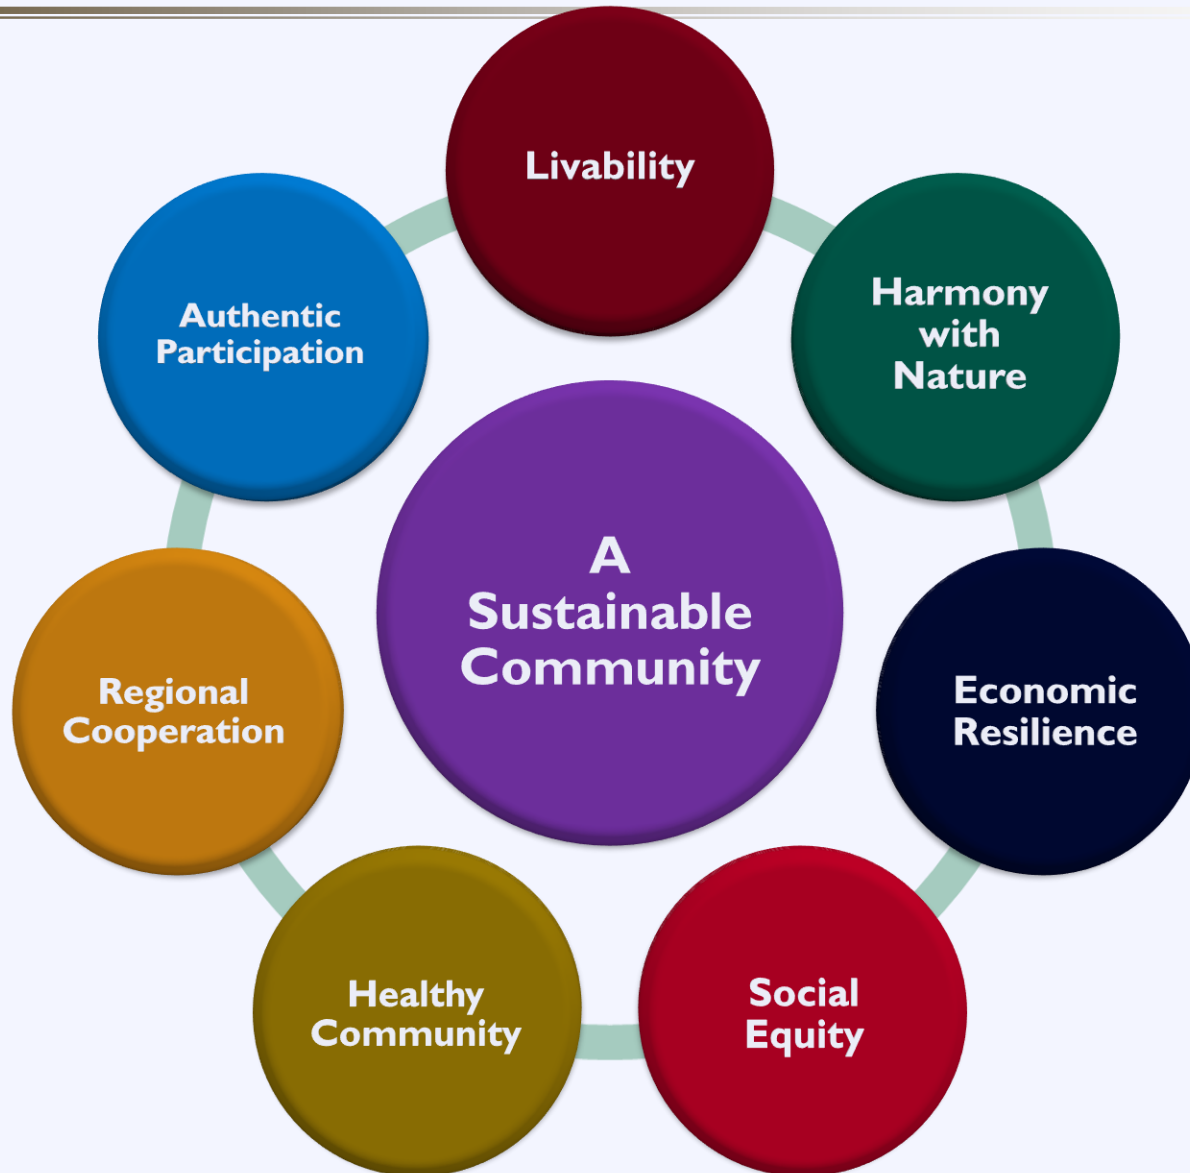 Livability
Harmony
with
Nature
Economic
Resilience
Social
Equity
Healthy
Community
Regional
Cooperation
Authentic
Participation
A
Sustainable
Community